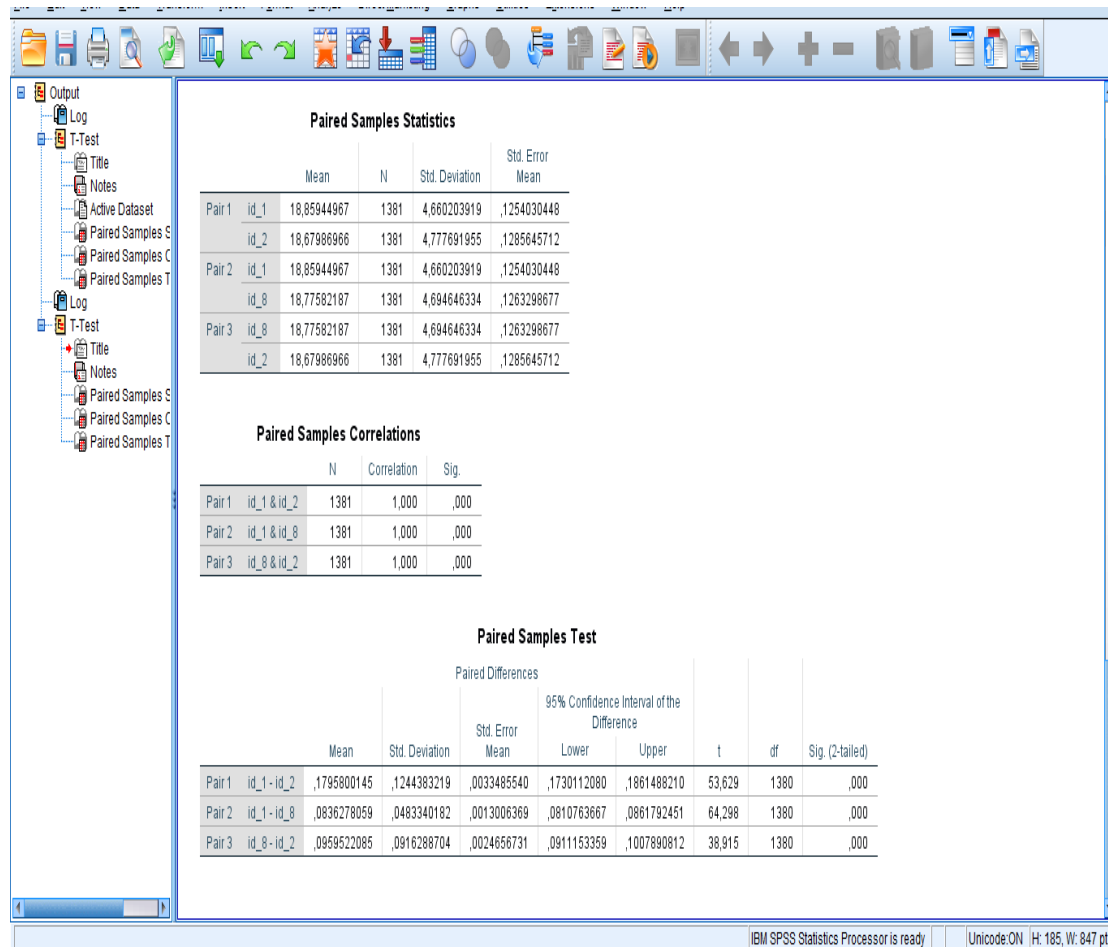 Output
Log
T-Test
Title
Notes
Active Dataset
Paired Samples S
Paired Samples C
Paired Samples T
Log
T-Test
Title
Notes
Paired Samples S
Paired Samples C
Paired Samples T
Paired Samples Statistics
Mean N Std. Deviation Std. Error Mean
Pair 1 id_1 18,85944967 1381 4,660203919 ,1254030448
id_2 18,67986966 1381 4,777691955 ,1285645712
Pair 2 id_1 18,85944967 1381 4,660203919 ,1254030448
id_8 18,77582187 1381 4,694646334 ,1263298677
Pair 3 id_8 18,77582187 1381 4,694646334 ,1263298677
id_2 18,67986966 1381 4,777691955 ,1285645712
Paired Samples Correlations
N Correlation Sig.
Pair 1 id_1 & id_2 1381 1,000 ,000
Pair 2 id_1 & id_8 1381 1,000 ,000
Pair 3 id_8 & id_2 1381 1,000 ,000
Paired Samples Test
Paired Differences
95% Confidence Interval of the Difference
Mean Std. Deviation Std. Error Mean Lower Upper t df Sig. (2-tailed)
Pair 1 id_1 - id_2 ,1795800145 ,1244383219 ,0033485540 ,1730112080 ,1861488210 53,629 1380 ,000
Pair 2 id_1 - id_8 ,0836278059 ,0483340182 ,0013006369 ,0810763667 ,0861792451 64,298 1380 ,000
Pair 3 id_8 - id_2 ,0959522085 ,0916288704 ,0024656731 ,0911153359 ,1007890812 38,915 1380 ,000
IBM SPSS Statistics Processor is ready Unicode:ON H: 185, W: 847 pt